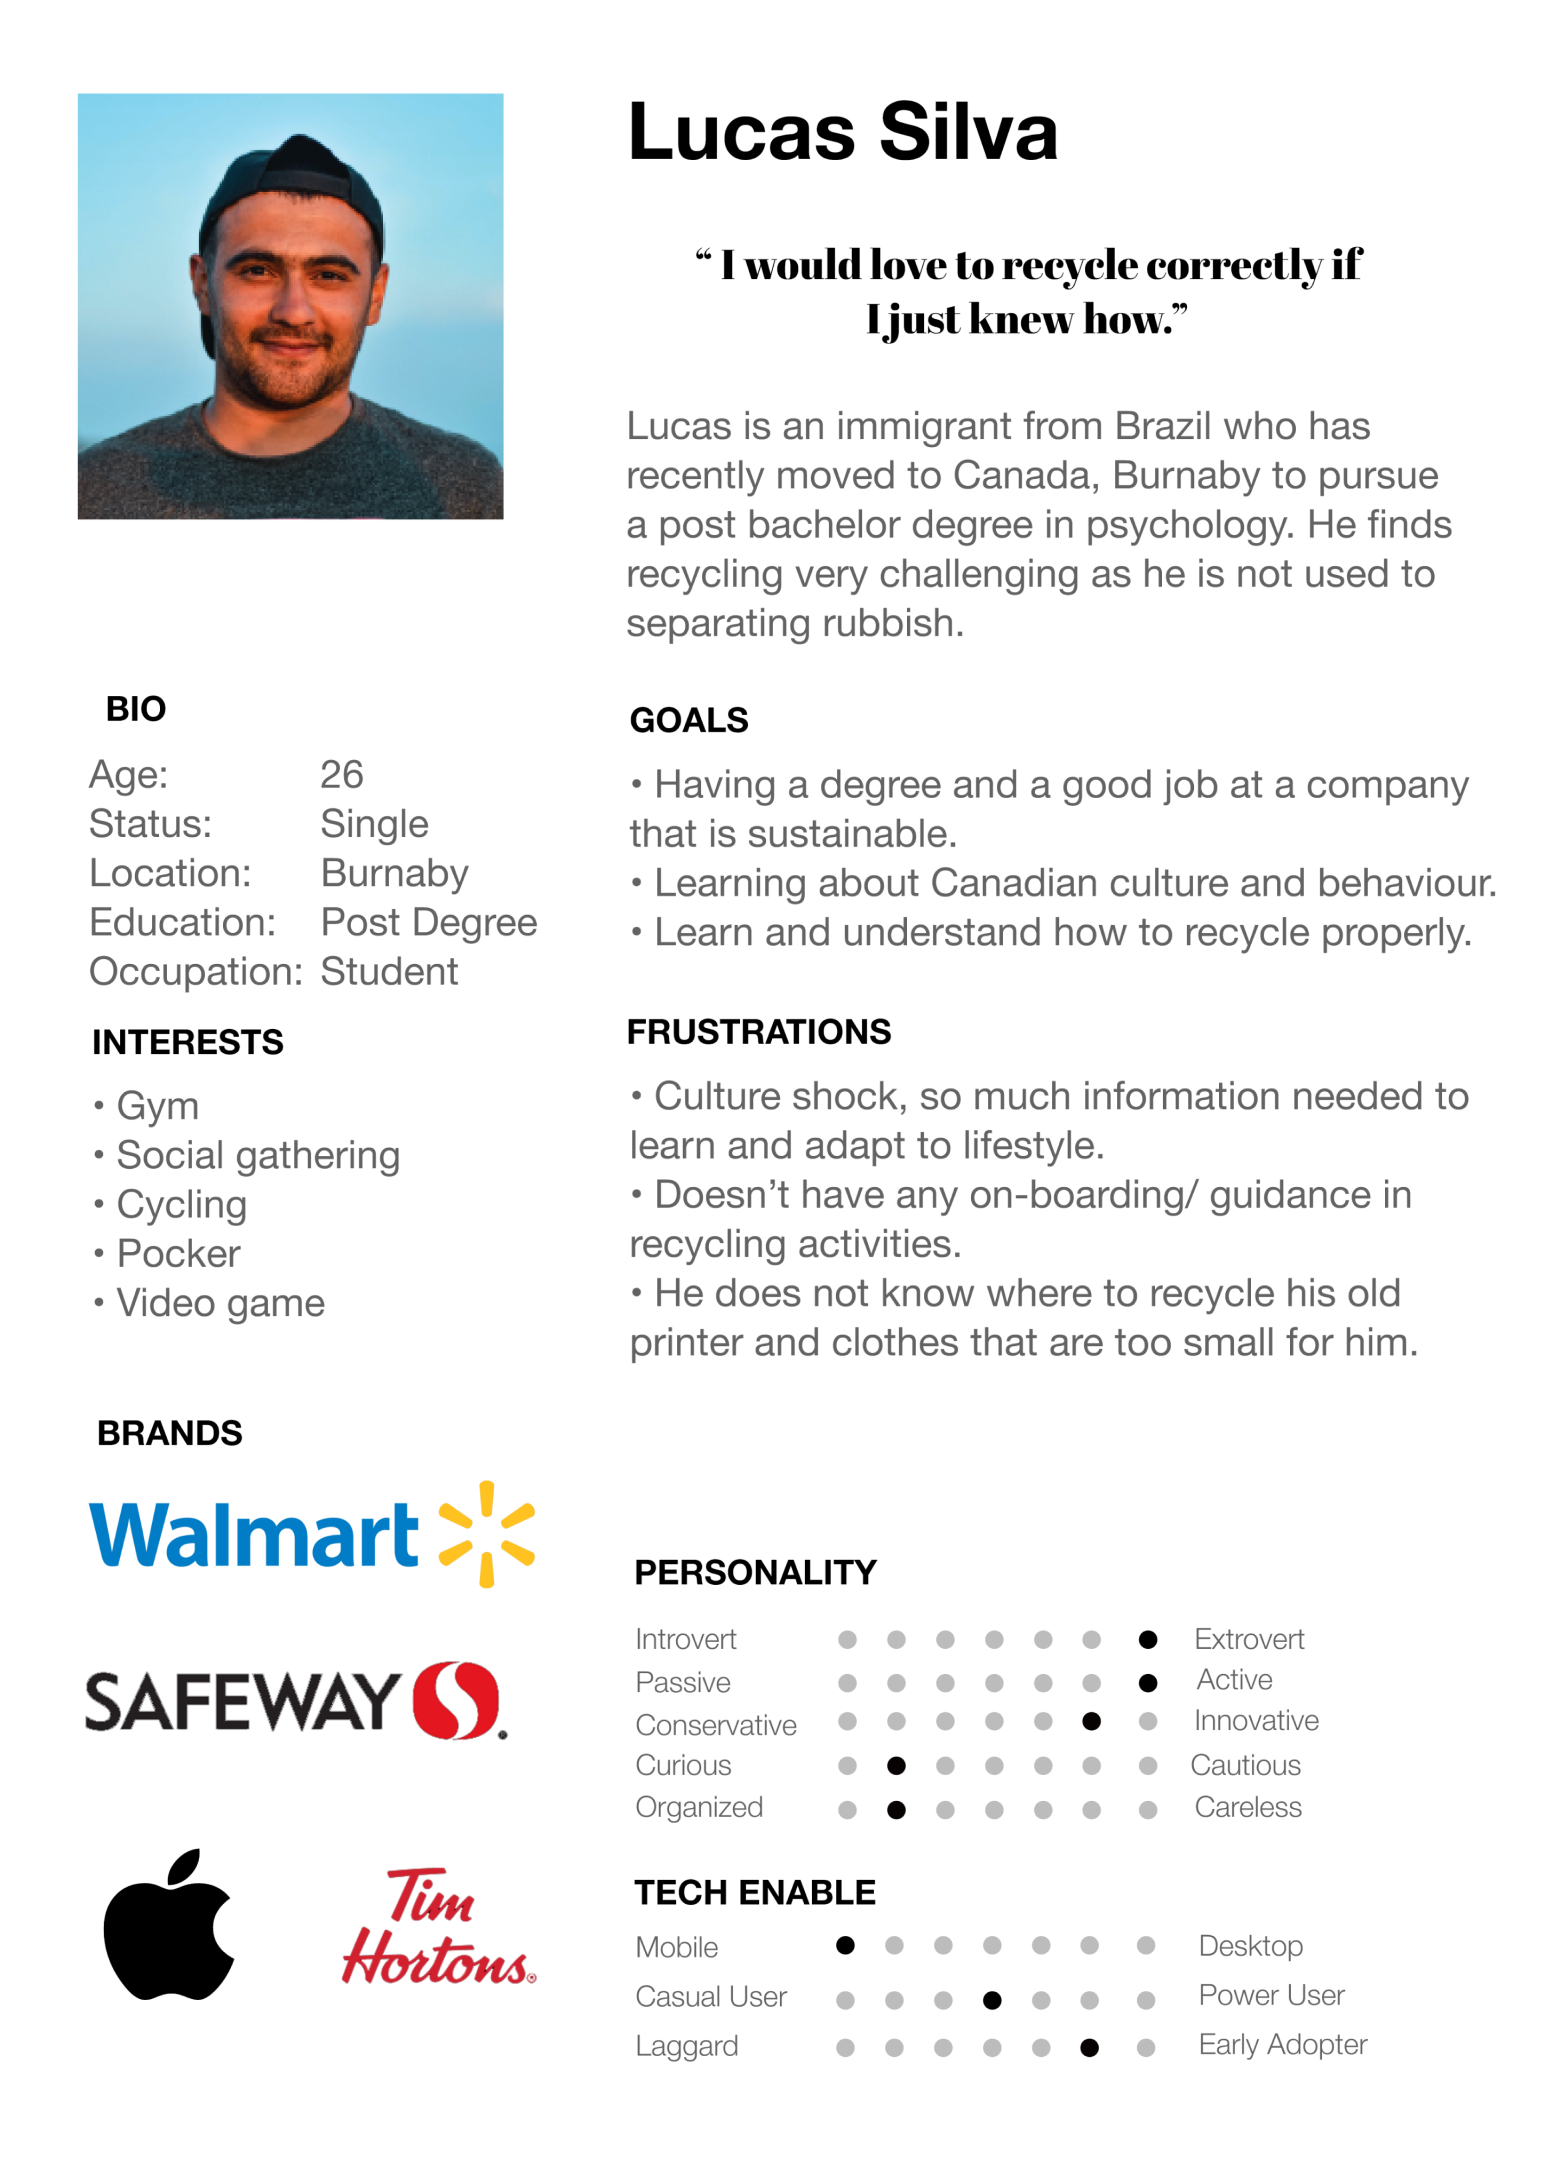 Lucas Silva
“ I would love to recycle correctly if
I just knew how.”
Lucas is an immigrant from Brazil who has
recently moved to Canada, Burnaby to pursue
a post bachelor degree in psychology. He finds
recycling very challenging as he is not used to
separating rubbish.
BIO
Age: 26
Status: Single
Location: Burnaby
Education: Post Degree
Occupation: Student
INTERESTS
• Gym
• Social gathering
• Cycling
• Pocker
• Video game
BRANDS
Walmart
SAFEWAY
Tim
Hortons®
GOALS
• Having a degree and a good job at a company
that is sustainable.
• Learning about Canadian culture and behaviour.
• Learn and understand how to recycle properly.
FRUSTRATIONS
• Culture shock, so much information needed to
learn and adapt to lifestyle.
• Doesn’t have any on-boarding/ guidance in
recycling activities.
• He does not know where to recycle his old
printer and clothes that are too small for him.
PERSONALITY
Introvert Extrovert
Passive Active
Conservative Innovative
Curious Cautious
Organized Careless
TECH ENABLE
Mobile Desktop
Casual User Power User
Laggard Early Adopter